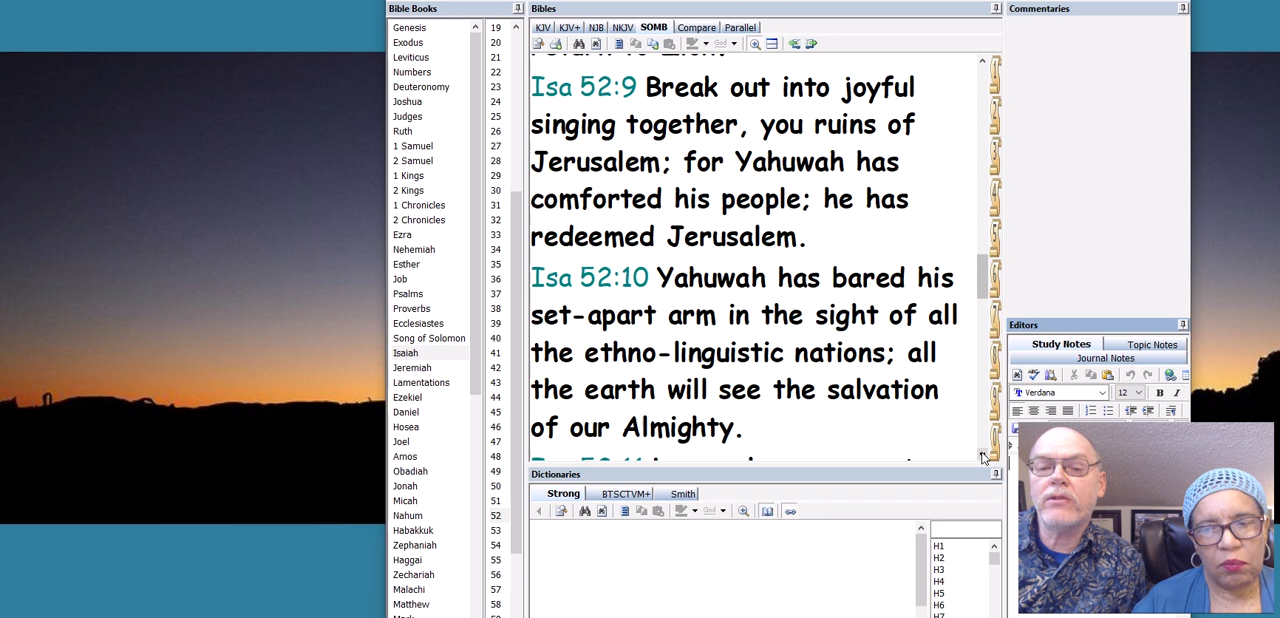 Bible Books
Bibles
Commentaries
Genesis
Exodus
Leviticus
Numbers
Deuteronomy
Joshua
Judges
Ruth
1 Samuel
2 Samuel
1 Kings
2 Kings
1 Chronicles
2 Chronicles
Ezra
Nehemiah
Esther
Job
Psalms
Proverbs
Ecclesiastes
Song of Solomon
Isaiah
Jeremiah
Lamentations
Ezekiel
Daniel
Hosea
Joel
Amos
Obadiah
Jonah
Micah
Nahum
Habakkuk
Zephaniah
Haggai
Zechariah
Malachi
Matthew
19
20
21
22
23
24
25
26
27
28
29
30
31
32
33
34
35
36
37
38
39
40
41
42
43
44
45
46
47
48
49
50
51
52
53
54
55
56
57
58
KJV KJV+ NJB NKJV SOMB Compare Parallel
God
Isa 52:9 Break out into joyful
singing together, you ruins of
Jerusalem; for Yahuwah has
comforted his people; he has
redeemed Jerusalem.
Isa 52:10 Yahuwah has bared his
set-apart arm in the sight of all
the ethno-linguistic nations; all
the earth will see the salvation
of our Almighty.
Dictionaries
Strong BTSCTVM+ Smith
God
H1
H2
H3
H4
H5
H6
H7
Editors
Study Notes Topic Notes
Journal Notes
Verdana 12 B I